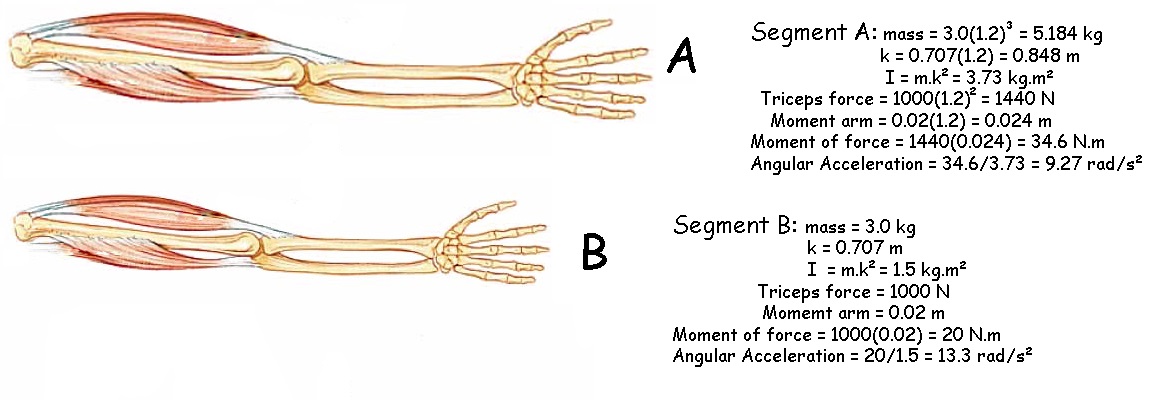 A
Segment A: mass = 3.0(1.2)³ = 5.184 kg
k = 0.707(1.2) = 0.848 m
I = m.k² = 3.73 kg.m²
Triceps force = 1000(1.2)² = 1440 N
Moment arm = 0.02(1.2) = 0.024 m
Moment of force = 1440(0.024) = 34.6 N.m
Angular Acceleration = 34.6/3.73 = 9.27 rad/s²
B
Segment B: mass = 3.0 kg
k = 0.707 m
I = m.k² = 1.5 kg.m²
Triceps force = 1000 N
Momemt arm = 0.02 m
Moment of force = 1000(0.02) = 20 N.m
Angular Acceleration = 20/1.5 = 13.3 rad/s²